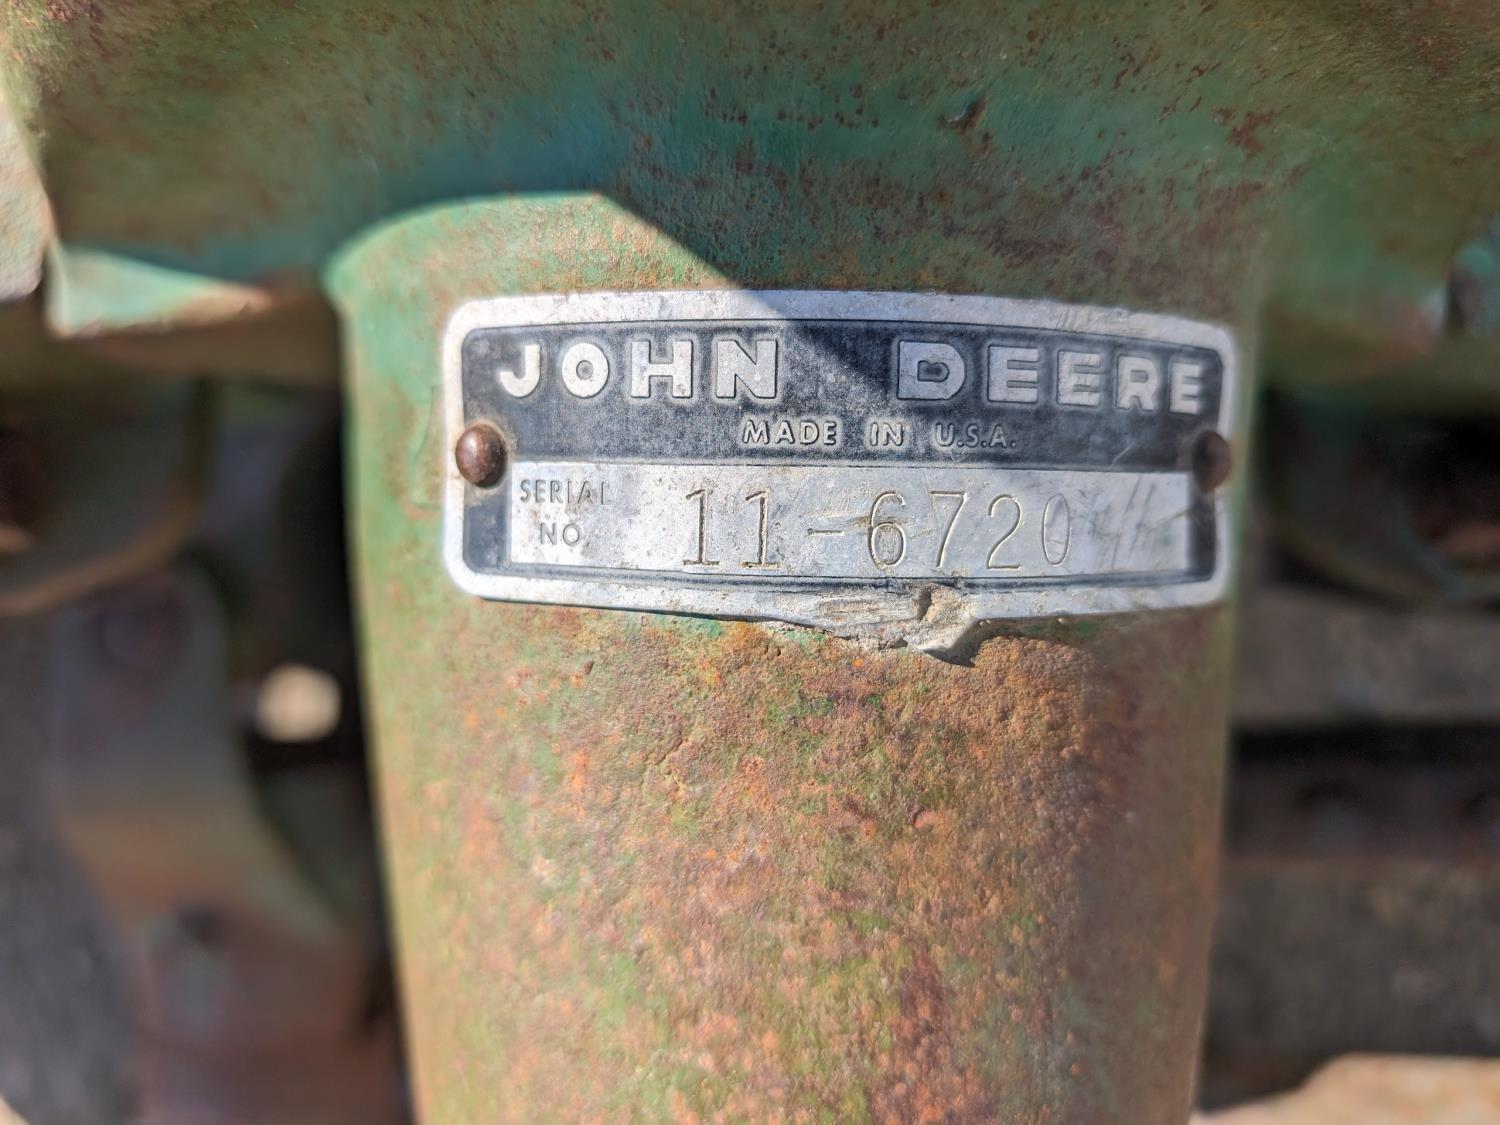 JOHN DEERE
MADE IN U.S.A.
SERIAL NO. 11-6720